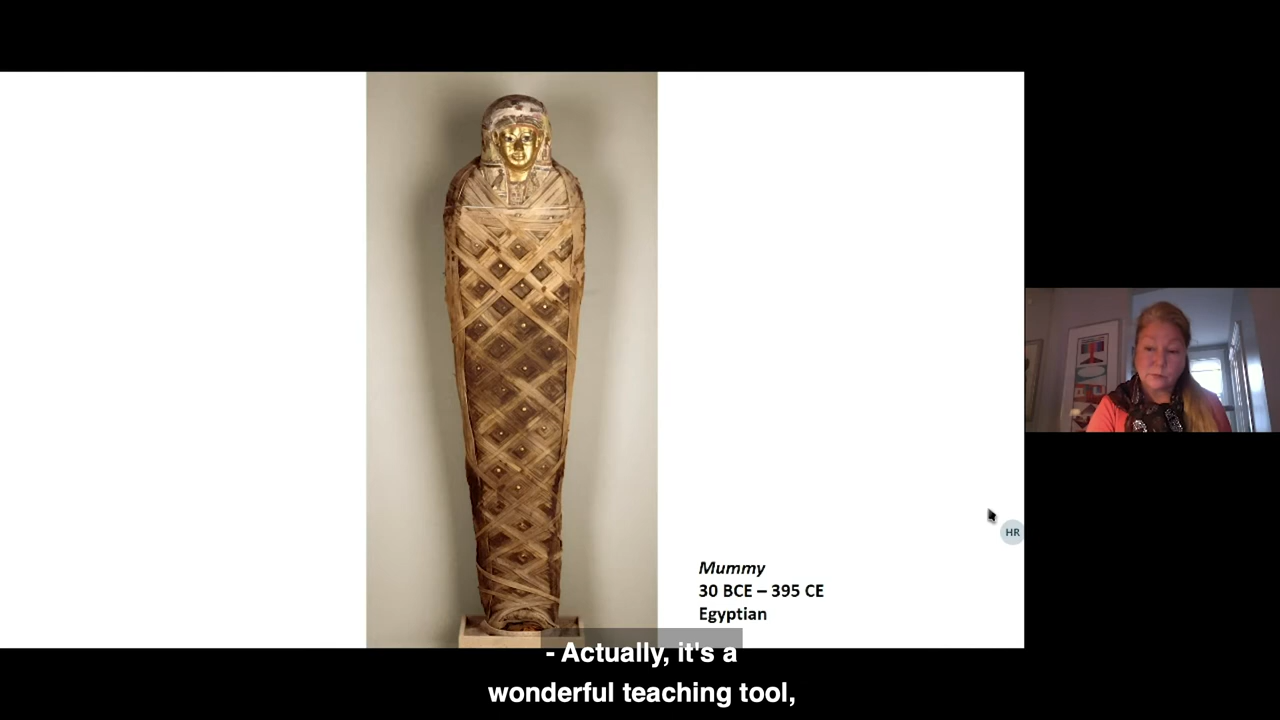 HR
Mummy
30 BCE – 395 CE
Egyptian
- Actually, it's a
wonderful teaching tool,